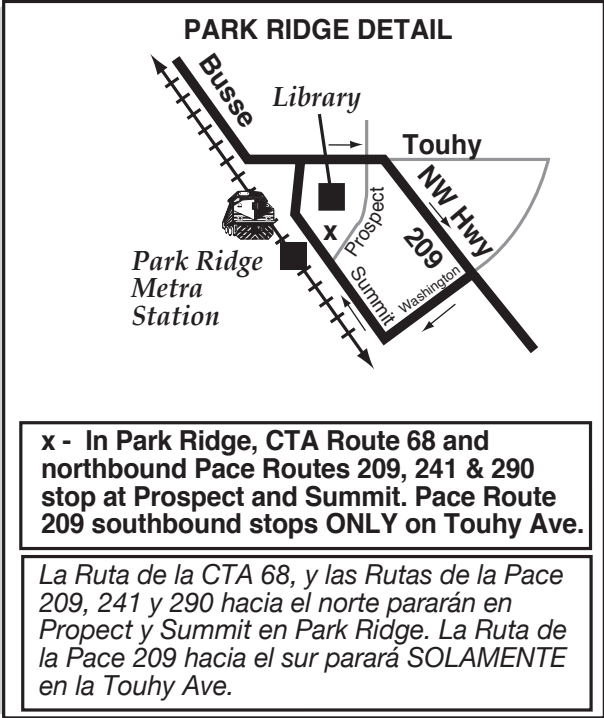 PARK RIDGE DETAIL
Busse
Library
Touhy
NW Hwy
Prospect
209
x
Park Ridge
Metra
Station
Summit
Washington
x - In Park Ridge, CTA Route 68 and
northbound Pace Routes 209, 241 & 290
stop at Prospect and Summit. Pace Route
209 southbound stops ONLY on Touhy Ave.
La Ruta de la CTA 68, y las Rutas de la Pace
209, 241 y 290 hacia el norte pararán en
Propect y Summit en Park Ridge. La Ruta de
la Pace 209 hacia el sur parará SOLAMENTE
en la Touhy Ave.